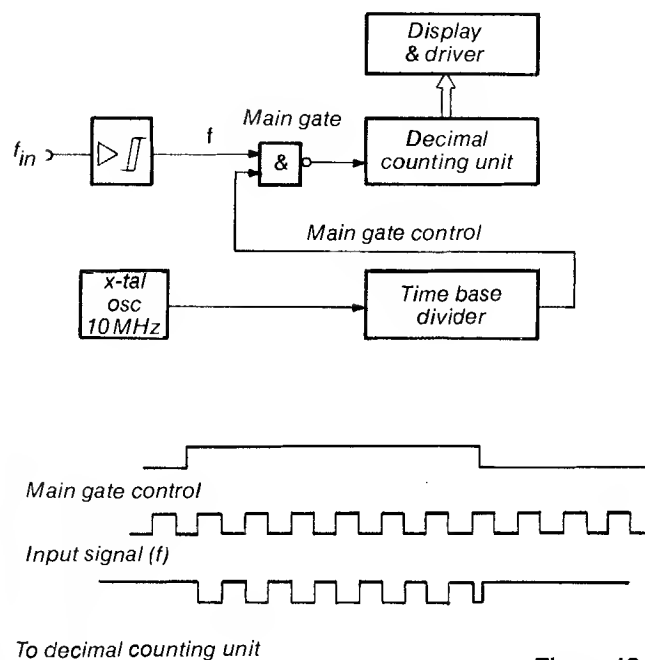 Display
& driver
Main gate
f
f_in
&
Decimal
counting unit
Main gate control
x-tal
osc
10 MHz
Time base
divider
Main gate control
Input signal (f)
To decimal counting unit